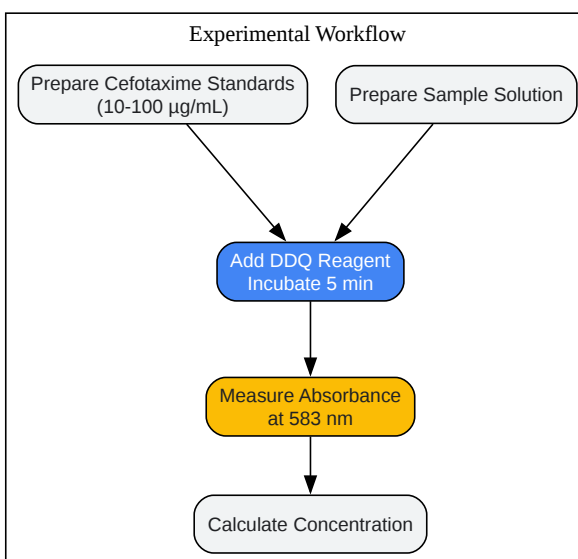 Experimental Workflow
Prepare Cefotaxime Standards
(10-100 µg/mL)
Prepare Sample Solution
Add DDQ Reagent
Incubate 5 min
Measure Absorbance
at 583 nm
Calculate Concentration